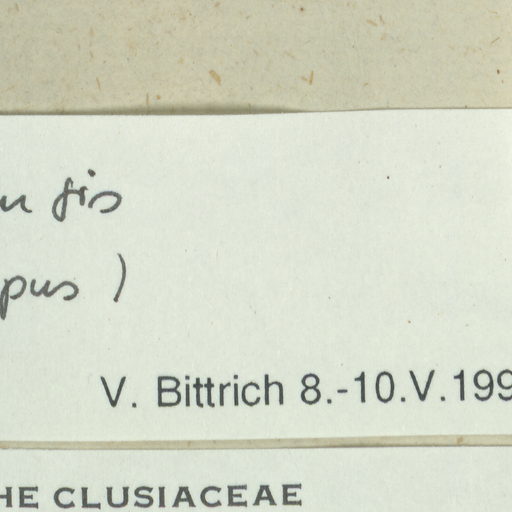 pus )
V. Bittrich 8.-10.V.199
HE CLUSIACEAE